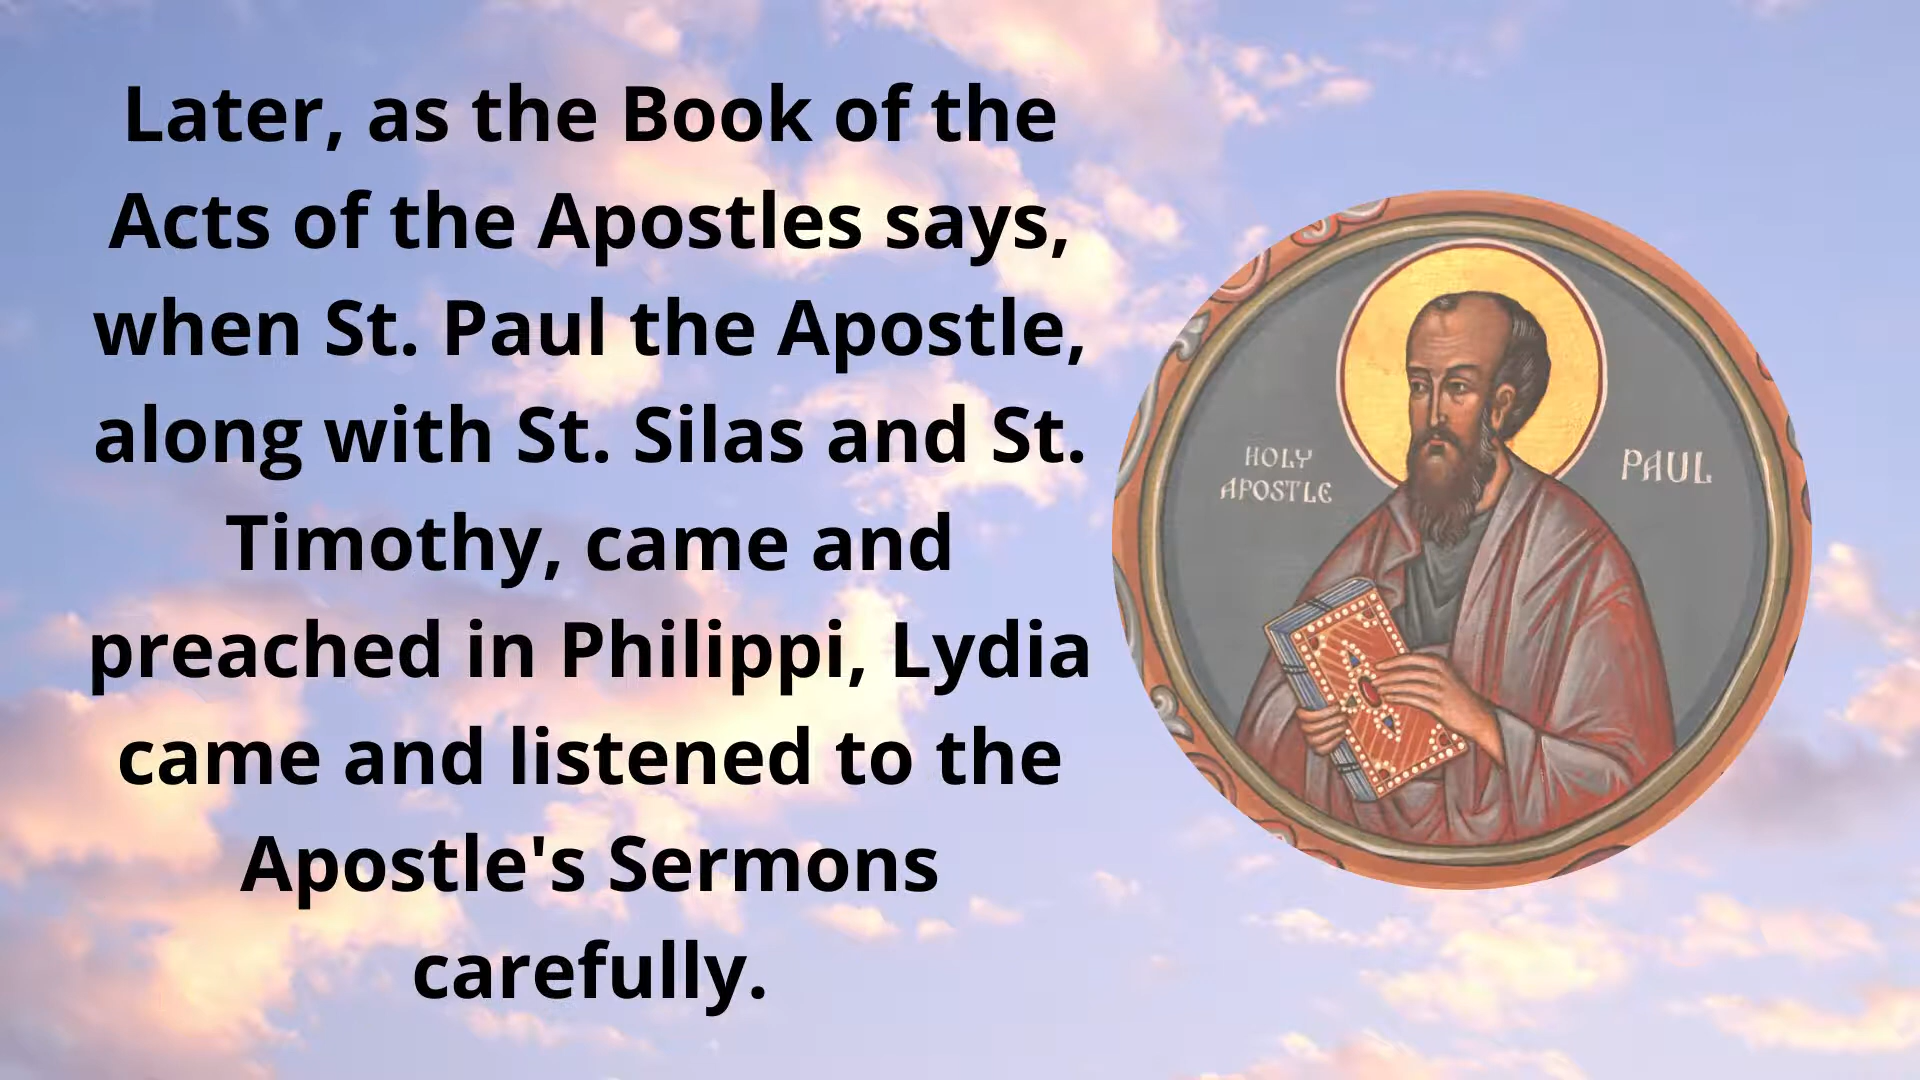 Later, as the Book of the
Acts of the Apostles says,
when St. Paul the Apostle,
along with St. Silas and St.
Timothy, came and
preached in Philippi, Lydia
came and listened to the
Apostle's Sermons
carefully.
HOLY
APOSTLE
PAUL